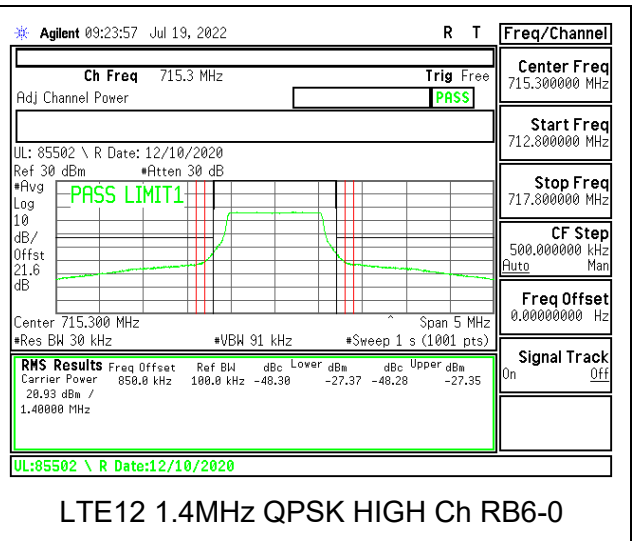 Agilent 09:23:57 Jul 19, 2022 R T
Freq/Channel
Ch Freq 715.3 MHz Trig Free
Adj Channel Power PASS
Center Freq
715.300000 MHz
Start Freq
712.800000 MHz
Stop Freq
717.800000 MHz
CF Step
500.000000 kHz
Auto Man
Freq Offset
0.00000000 Hz
Signal Track
On Off
UL: 85502 \ R Date: 12/10/2020
Ref 30 dBm #Atten 30 dB
#Avg
Log
10
dB/
Offst
21.6
dB
PASS LIMIT1
Center 715.300 MHz ^ Span 5 MHz
#Res BW 30 kHz #VBW 91 kHz #Sweep 1 s (1001 pts)
RMS Results Freq Offset Ref BW dBc Lower dBm dBc Upper dBm
Carrier Power 850.0 kHz 100.0 kHz -48.30 -27.37 -48.28 -27.35
20.93 dBm /
1.40000 MHz
UL:85502 \ R Date:12/10/2020
LTE12 1.4MHz QPSK HIGH Ch RB6-0